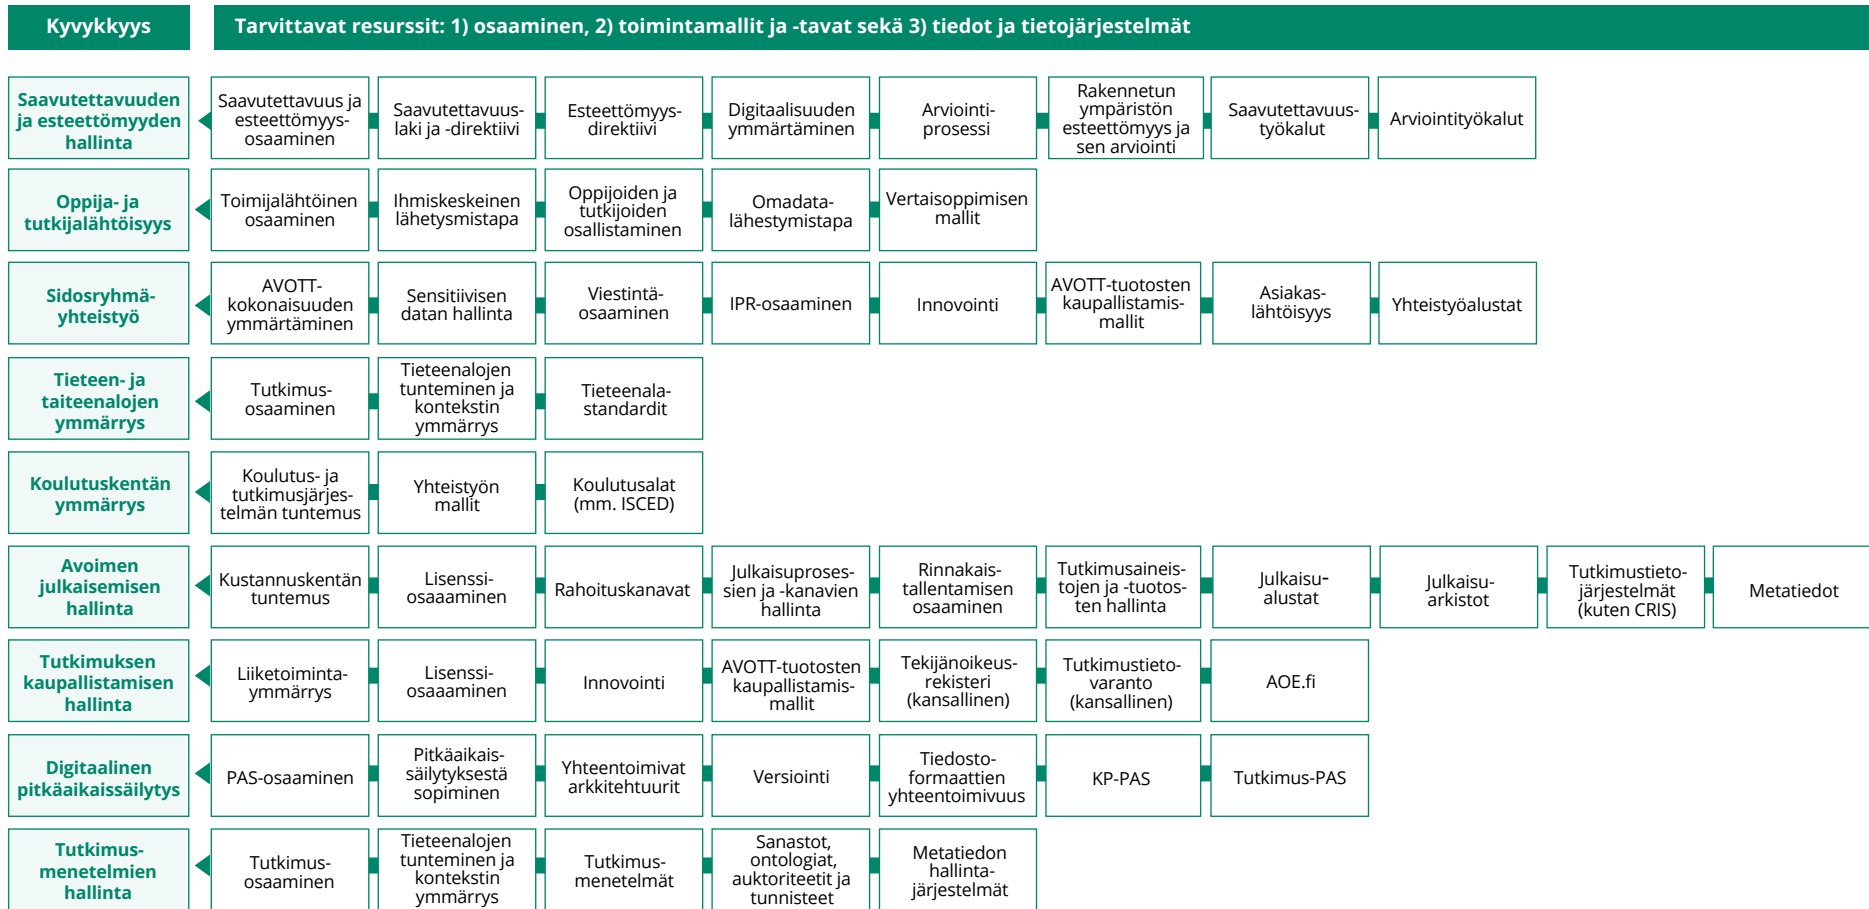 Kyvykkyys
Tarvittavat resurssit: 1) osaaminen, 2) toimintamallit ja -tavat sekä 3) tiedot ja tietojärjestelmät
Saavutettavuuden
ja esteettömyyden
hallinta
Saavutettavuus ja
esteettömyys-
osaaminen
Saavutettavuus-
laki ja -direktiivi
Esteettömyys-
direktiivi
Digitaalisuuden
ymmärtäminen
Arviointi-
prosessi
Rakennetun
ympäristön
esteettömyys ja
sen arviointi
Saavutettavuus-
työkalut
Arviointityökalut
Oppija- ja
tutkijalähtöisyys
Toimijalähtöinen
osaaminen
Ihmiskeskeinen
lähetysmistapa
Oppijoiden ja
tutkijoiden
osallistaminen
Omadata-
lähestymistapa
Vertaisoppimisen
mallit
Sidosryhmä-
yhteistyö
AVOTT-
kokonaisuuden
ymmärtäminen
Sensitiivisen
datan hallinta
Viestintä-
osaaminen
IPR-osaaminen
Innovointi
AVOTT-tuotosten
kaupallistamis-
mallit
Asiakas-
lähtöisyys
Yhteistyöalustat
Tieteen- ja
taiteenalojen
ymmärrys
Tutkimus-
osaaminen
Tieteenalojen
tunteminen ja
kontekstin
ymmärrys
Tieteenala-
standardit
Koulutuskentän
ymmärrys
Koulutus- ja
tutkimusjärjes-
telmän tuntemus
Yhteistyön
mallit
Koulutusalat
(mm. ISCED)
Avoimen
julkaisemisen
hallinta
Kustannuskentän
tuntemus
Lisenssi-
osaaaminen
Rahoituskanavat
Julkaisuproses-
sien ja -kanavien
hallinta
Rinnakais-
tallentamisen
osaaminen
Tutkimusaineis-
tojen ja -tuotos-
ten hallinta
Julkaisu-
alustat
Julkaisu-
arkistot
Tutkimustieto-
järjestelmät
(kuten CRIS)
Metatiedot
Tutkimuksen
kaupallistamisen
hallinta
Liiketoiminta-
ymmärrys
Lisenssi-
osaaaminen
Innovointi
AVOTT-tuotosten
kaupallistamis-
mallit
Tekijänoikeus-
rekisteri
(kansallinen)
Tutkimustieto-
varanto
(kansallinen)
AOE.fi
Digitaalinen
pitkäaikaissäilytys
PAS-osaaminen
Pitkäaikais-
säilytyksestä
sopiminen
Yhteentoimivat
arkkitehtuurit
Versiointi
Tiedosto-
formaattien
yhteentoimivuus
KP-PAS
Tutkimus-PAS
Tutkimus-
menetelmien
hallinta
Tutkimus-
osaaminen
Tieteenalojen
tunteminen ja
kontekstin
ymmärrys
Tutkimus-
menetelmät
Sanastot,
ontologiat,
auktoriteetit ja
tunnisteet
Metatiedon
hallinta-
järjestelmät